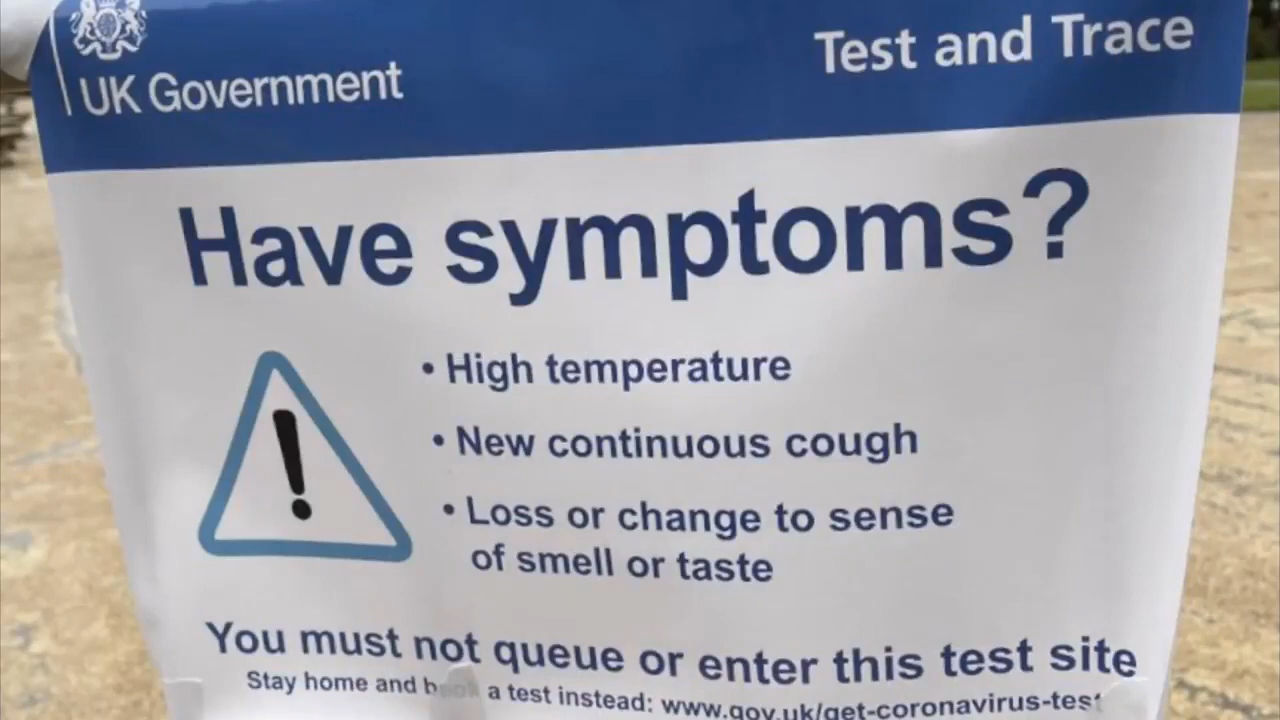 UK Government
Test and Trace
Have symptoms?
• High temperature
• New continuous cough
• Loss or change to sense
of smell or taste
You must not queue or enter this test site
Stay home and a test instead: www.gov.uk/get-coronavirus-test